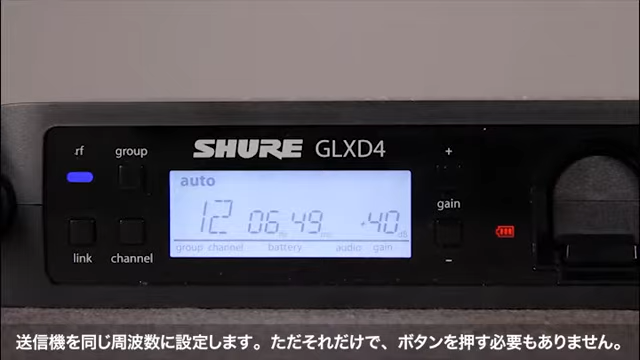 SHURE GLXD4
rf group
auto
12 06 hr 49 +40 dB
group channel battery audio gain
link channel
+
gain
−
送信機を同じ周波数に設定します。ただそれだけで、ボタンを押す必要もありません。